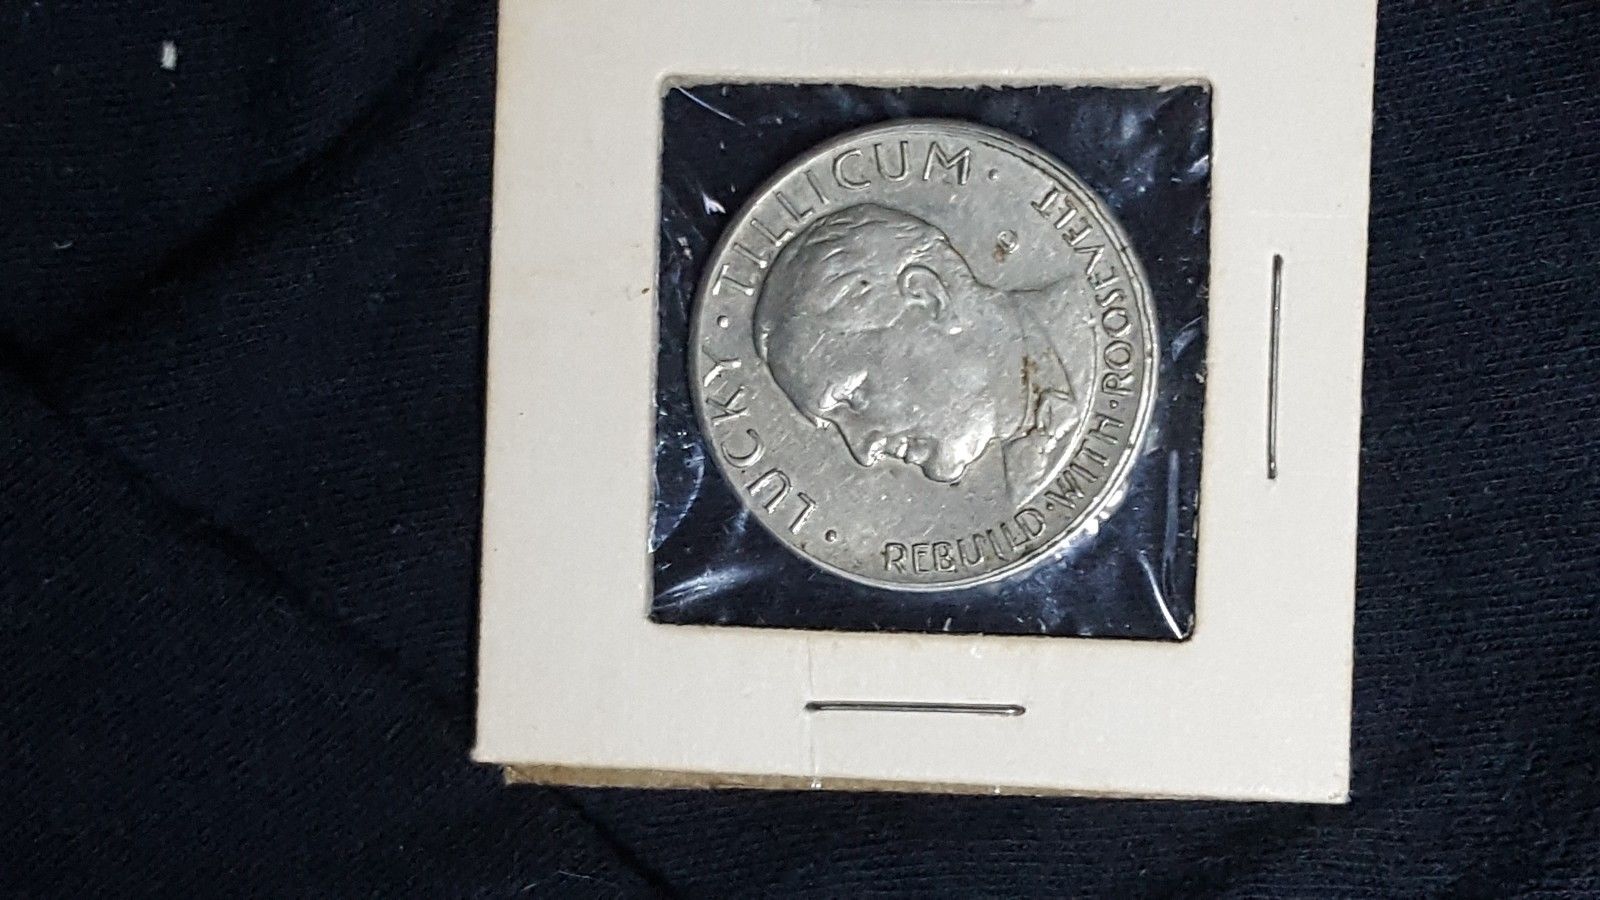 · LUCKY · TILLICUM ·
REBUILD · WITH · ROOSEVELT